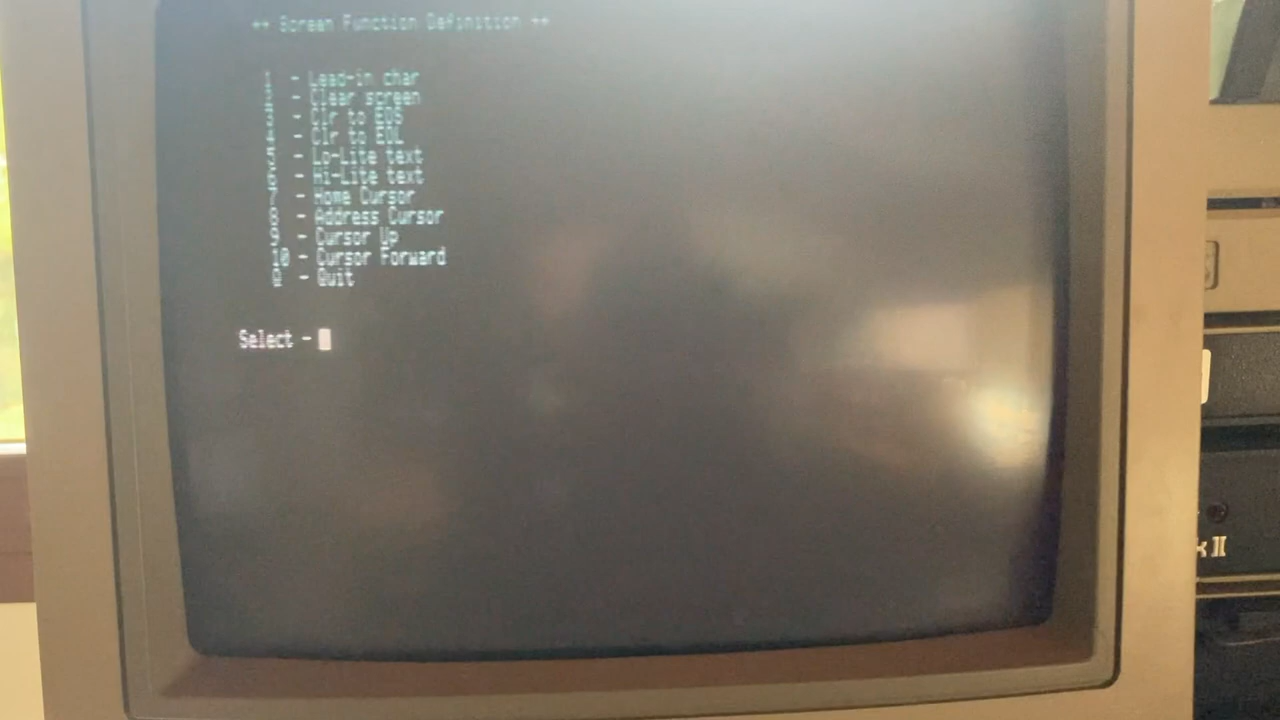 ++ Screen Function Definition ++
1 - Lead-in char
2 - Clear screen
3 - Clr to EOS
4 - Clr to EOL
5 - Lo-Lite text
6 - Hi-Lite text
7 - Home Cursor
8 - Address Cursor
9 - Cursor Up
10 - Cursor Forward
Q - Quit
Select -